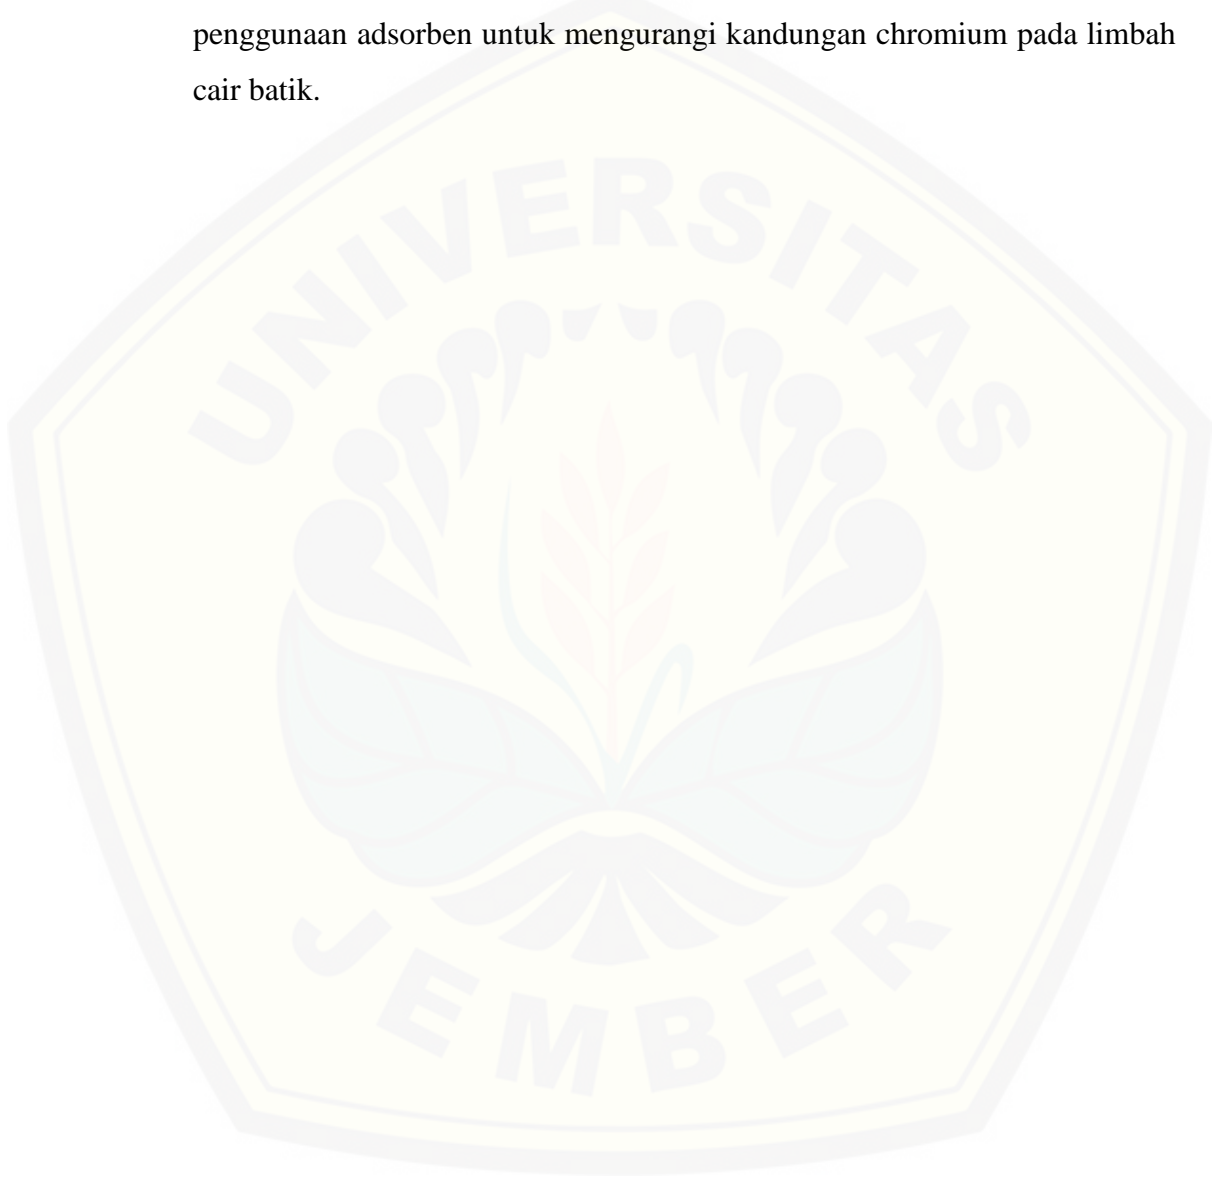 penggunaan adsorben untuk mengurangi kandungan chromium pada limbah
cair batik.
UNIVERSITAS
JEMBER